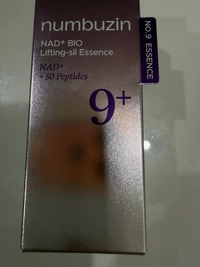 numbuzin
NAD+ BIO
Lifting-sil Essence
NAD+
+ 50 Peptides
9+
NO.9 ESSENCE